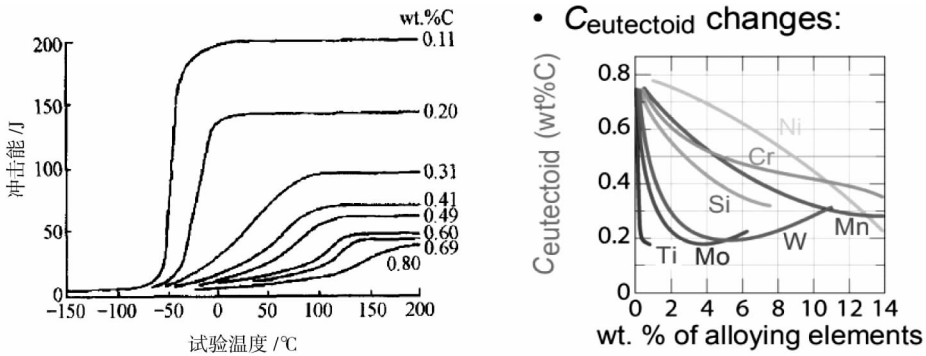 wt.%C
0.11
0.20
0.31
0.41
0.49
0.60
0.69
0.80
200
150
100
50
0
-150 -100 -50 0 50 100 150 200
冲击能 /J
试验温度 /℃
• Ceutectoid changes:
Ceutectoid (wt%C)
0.8
0.6
0.4
0.2
0
Ni
Cr
Si
Mn
W
Ti
Mo
0 2 4 6 8 10 12 14
wt. % of alloying elements